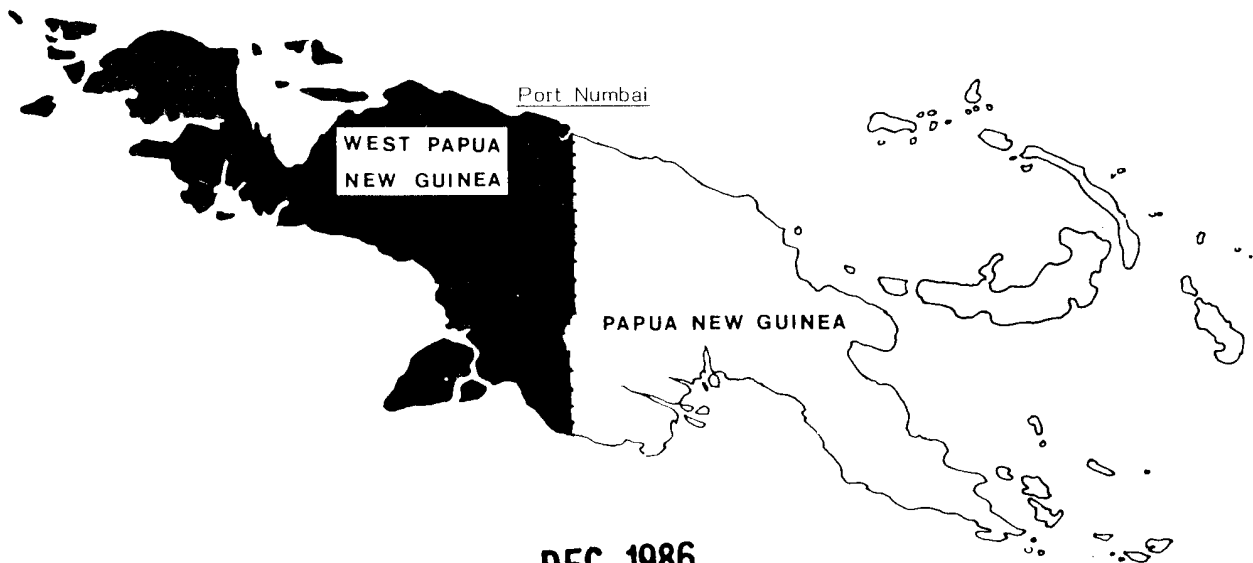 Port Numbai
WEST PAPUA
NEW GUINEA
PAPUA NEW GUINEA
DEC 1986